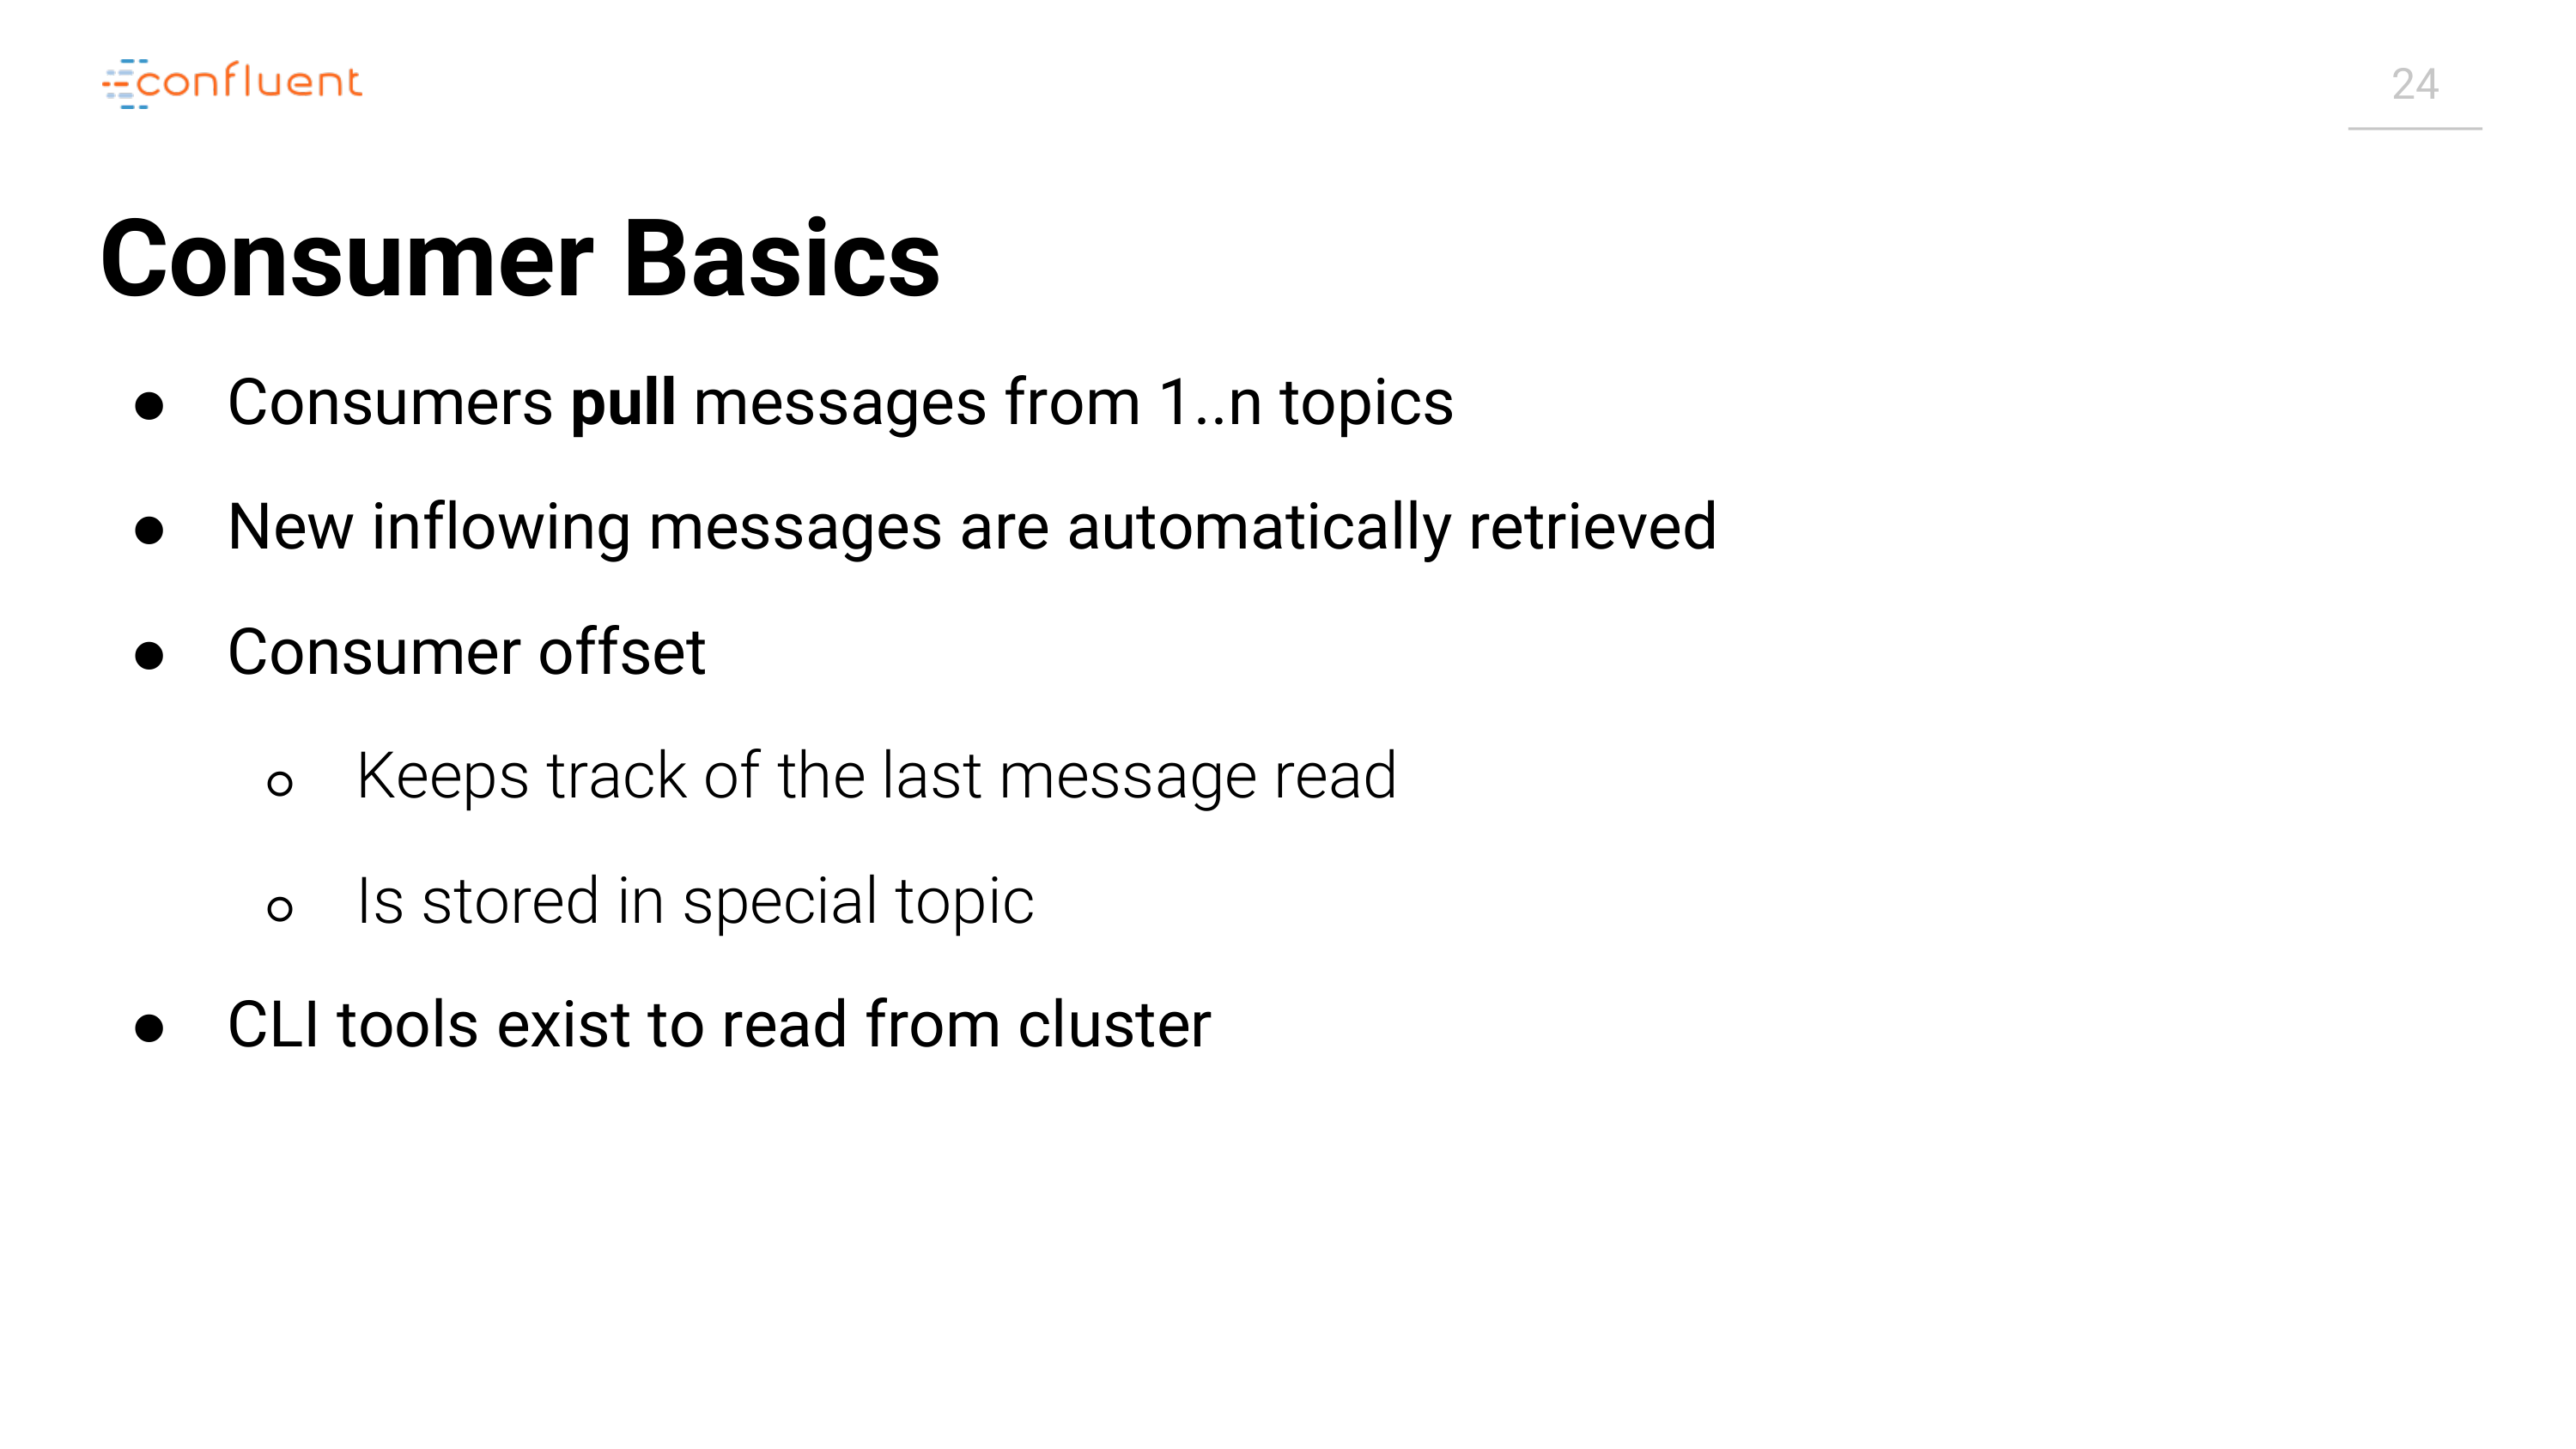 confluent
24
Consumer Basics
● Consumers pull messages from 1..n topics
● New inflowing messages are automatically retrieved
● Consumer offset
○ Keeps track of the last message read
○ Is stored in special topic
● CLI tools exist to read from cluster